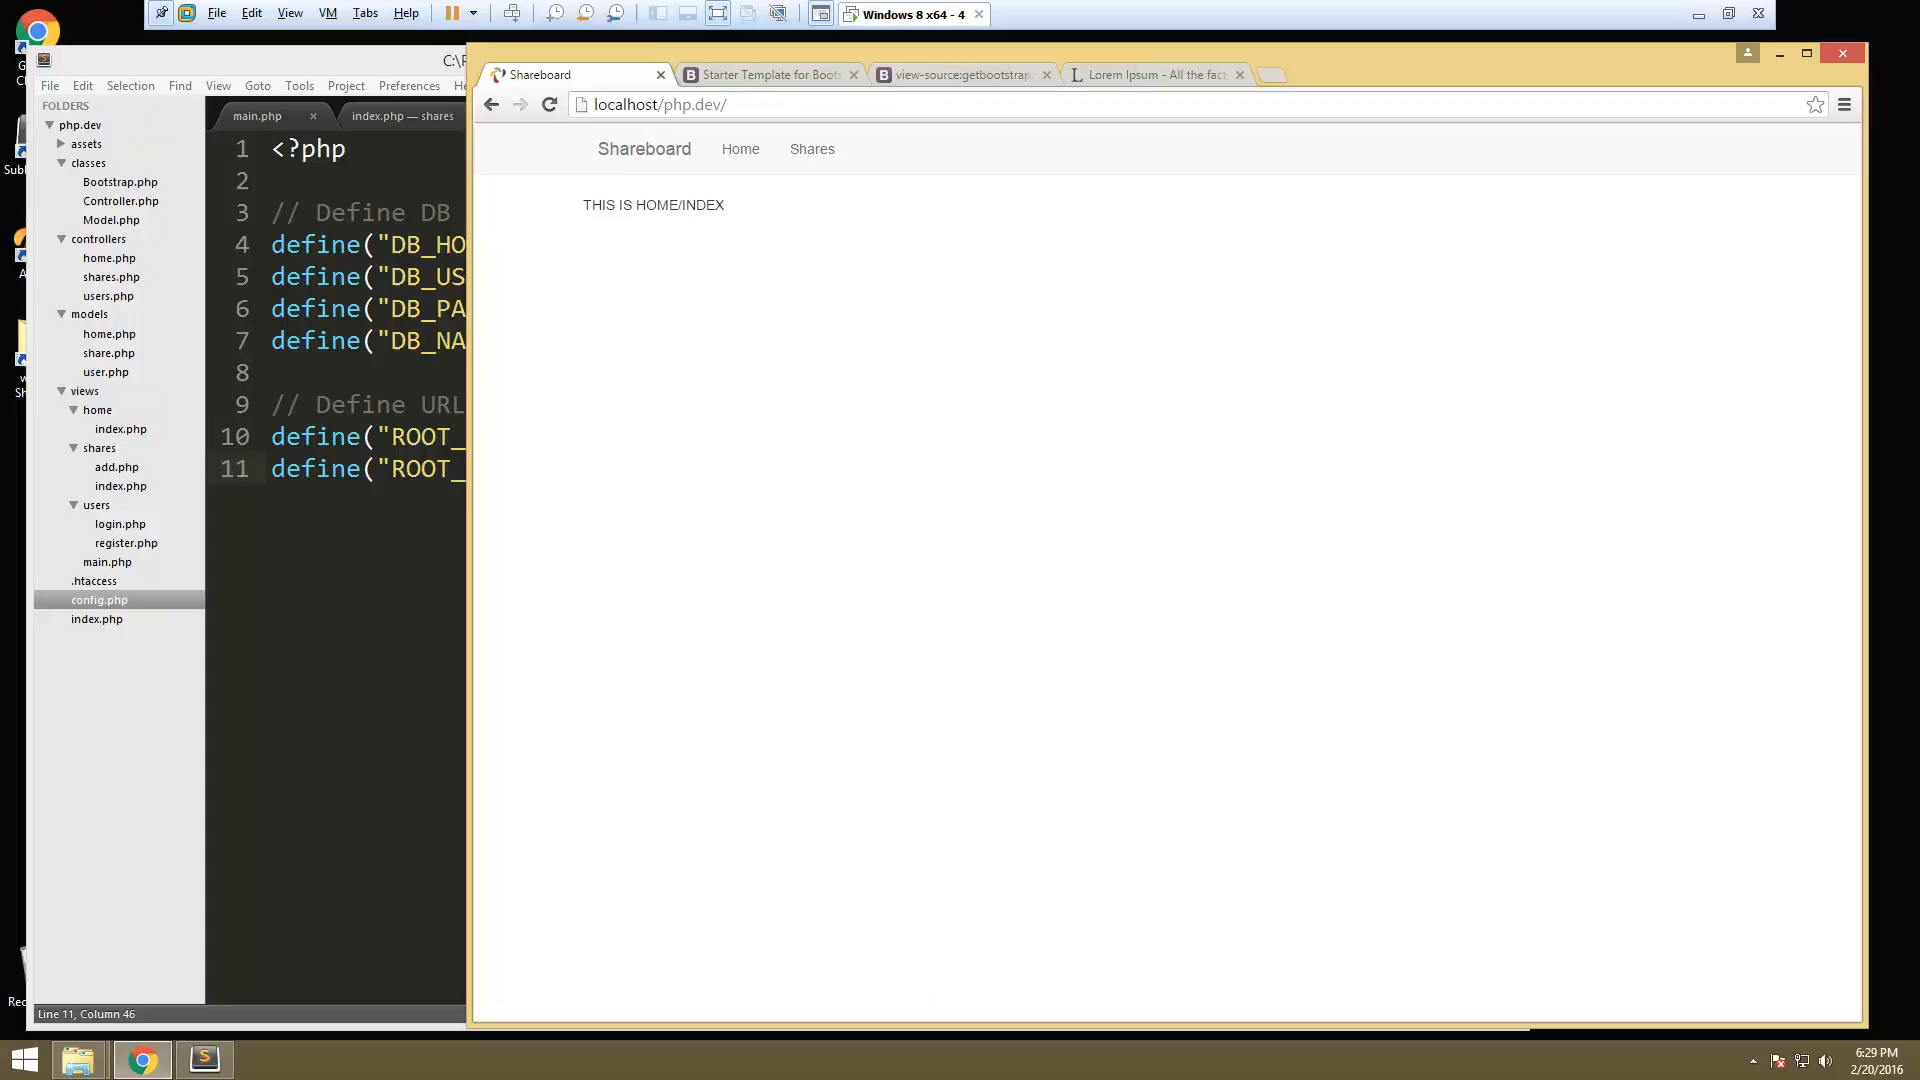 File Edit View VM Tabs Help
Windows 8 x64 - 4
File Edit Selection Find View Goto Tools Project Preferences
FOLDERS
php.dev
assets
classes
Bootstrap.php
Controller.php
Model.php
controllers
home.php
shares.php
users.php
models
home.php
share.php
user.php
views
home
index.php
shares
add.php
index.php
users
login.php
register.php
main.php
.htaccess
config.php
index.php
main.php
index.php — shares
1 <?php
2
3 // Define DB
4 define("DB_HO
5 define("DB_US
6 define("DB_PA
7 define("DB_NA
8
9 // Define URL
10 define("ROOT_
11 define("ROOT_
Line 11, Column 46
Shareboard
Starter Template for Boots
view-source:getbootstrap.
Lorem Ipsum - All the fact
localhost/php.dev/
Shareboard Home Shares
THIS IS HOME/INDEX
6:29 PM
2/20/2016